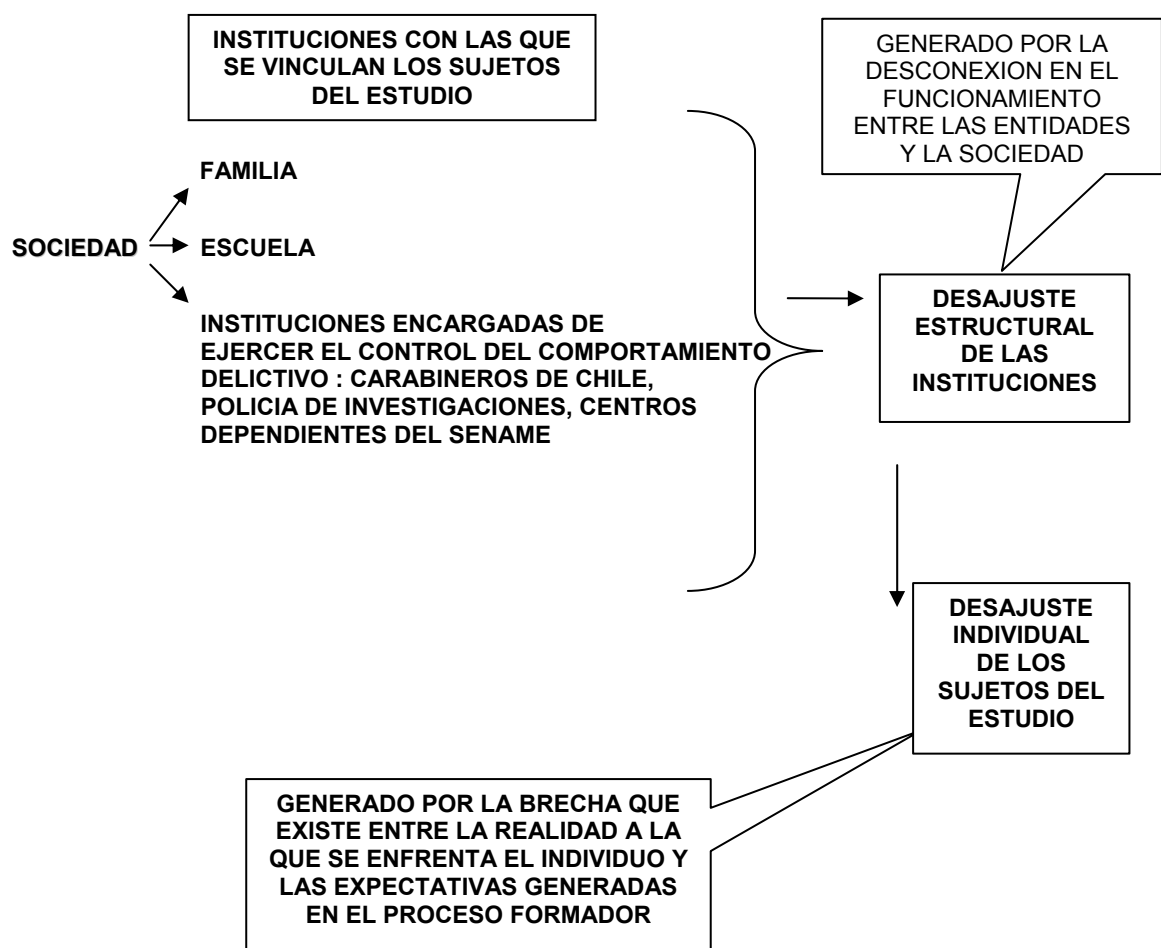 INSTITUCIONES CON LAS QUE
SE VINCULAN LOS SUJETOS
DEL ESTUDIO
GENERADO POR LA
DESCONEXION EN EL
FUNCIONAMIENTO
ENTRE LAS ENTIDADES
Y LA SOCIEDAD
FAMILIA
SOCIEDAD
ESCUELA
INSTITUCIONES ENCARGADAS DE
EJERCER EL CONTROL DEL COMPORTAMIENTO
DELICTIVO : CARABINEROS DE CHILE,
POLICIA DE INVESTIGACIONES, CENTROS
DEPENDIENTES DEL SENAME
DESAJUSTE
ESTRUCTURAL
DE LAS
INSTITUCIONES
DESAJUSTE
INDIVIDUAL
DE LOS
SUJETOS DEL
ESTUDIO
GENERADO POR LA BRECHA QUE
EXISTE ENTRE LA REALIDAD A LA
QUE SE ENFRENTA EL INDIVIDUO Y
LAS EXPECTATIVAS GENERADAS
EN EL PROCESO FORMADOR